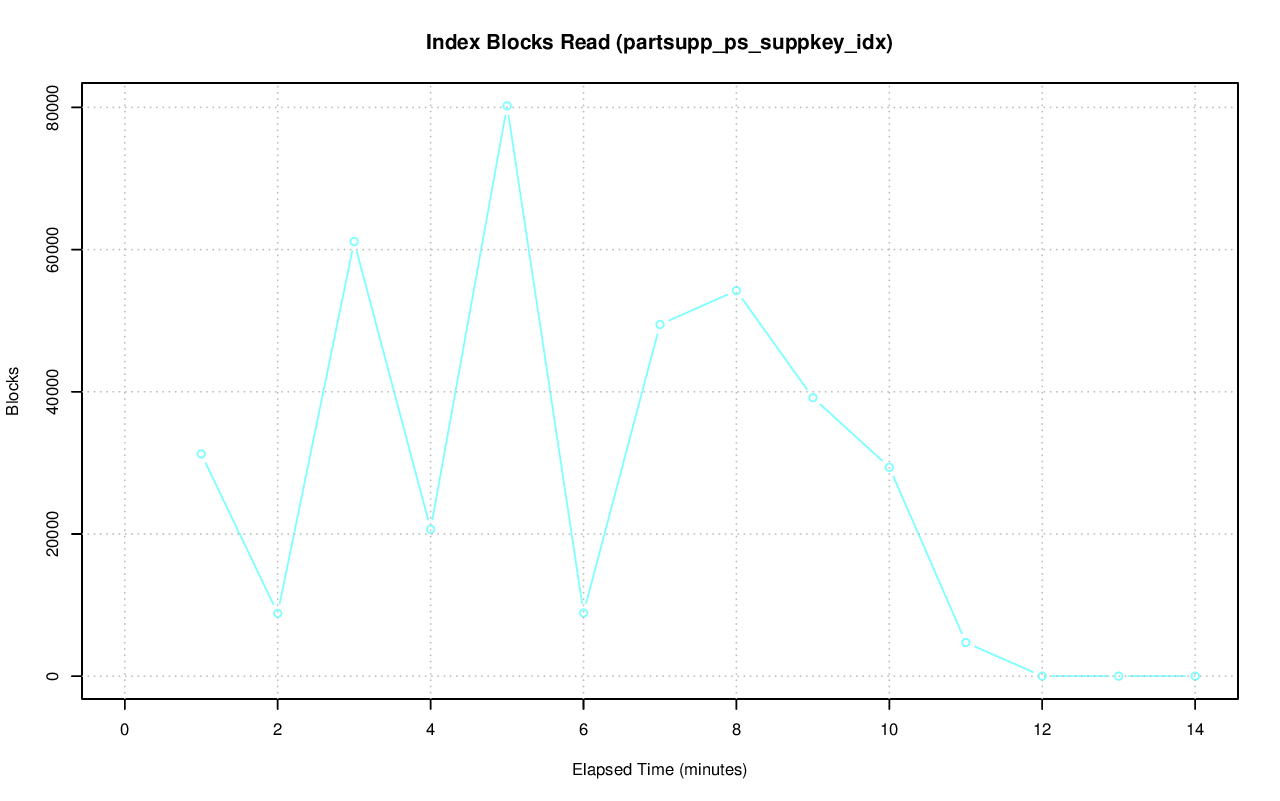 Index Blocks Read (partsupp_ps_suppkey_idx)
80000
60000
40000
20000
0
Blocks
0 2 4 6 8 10 12 14
Elapsed Time (minutes)